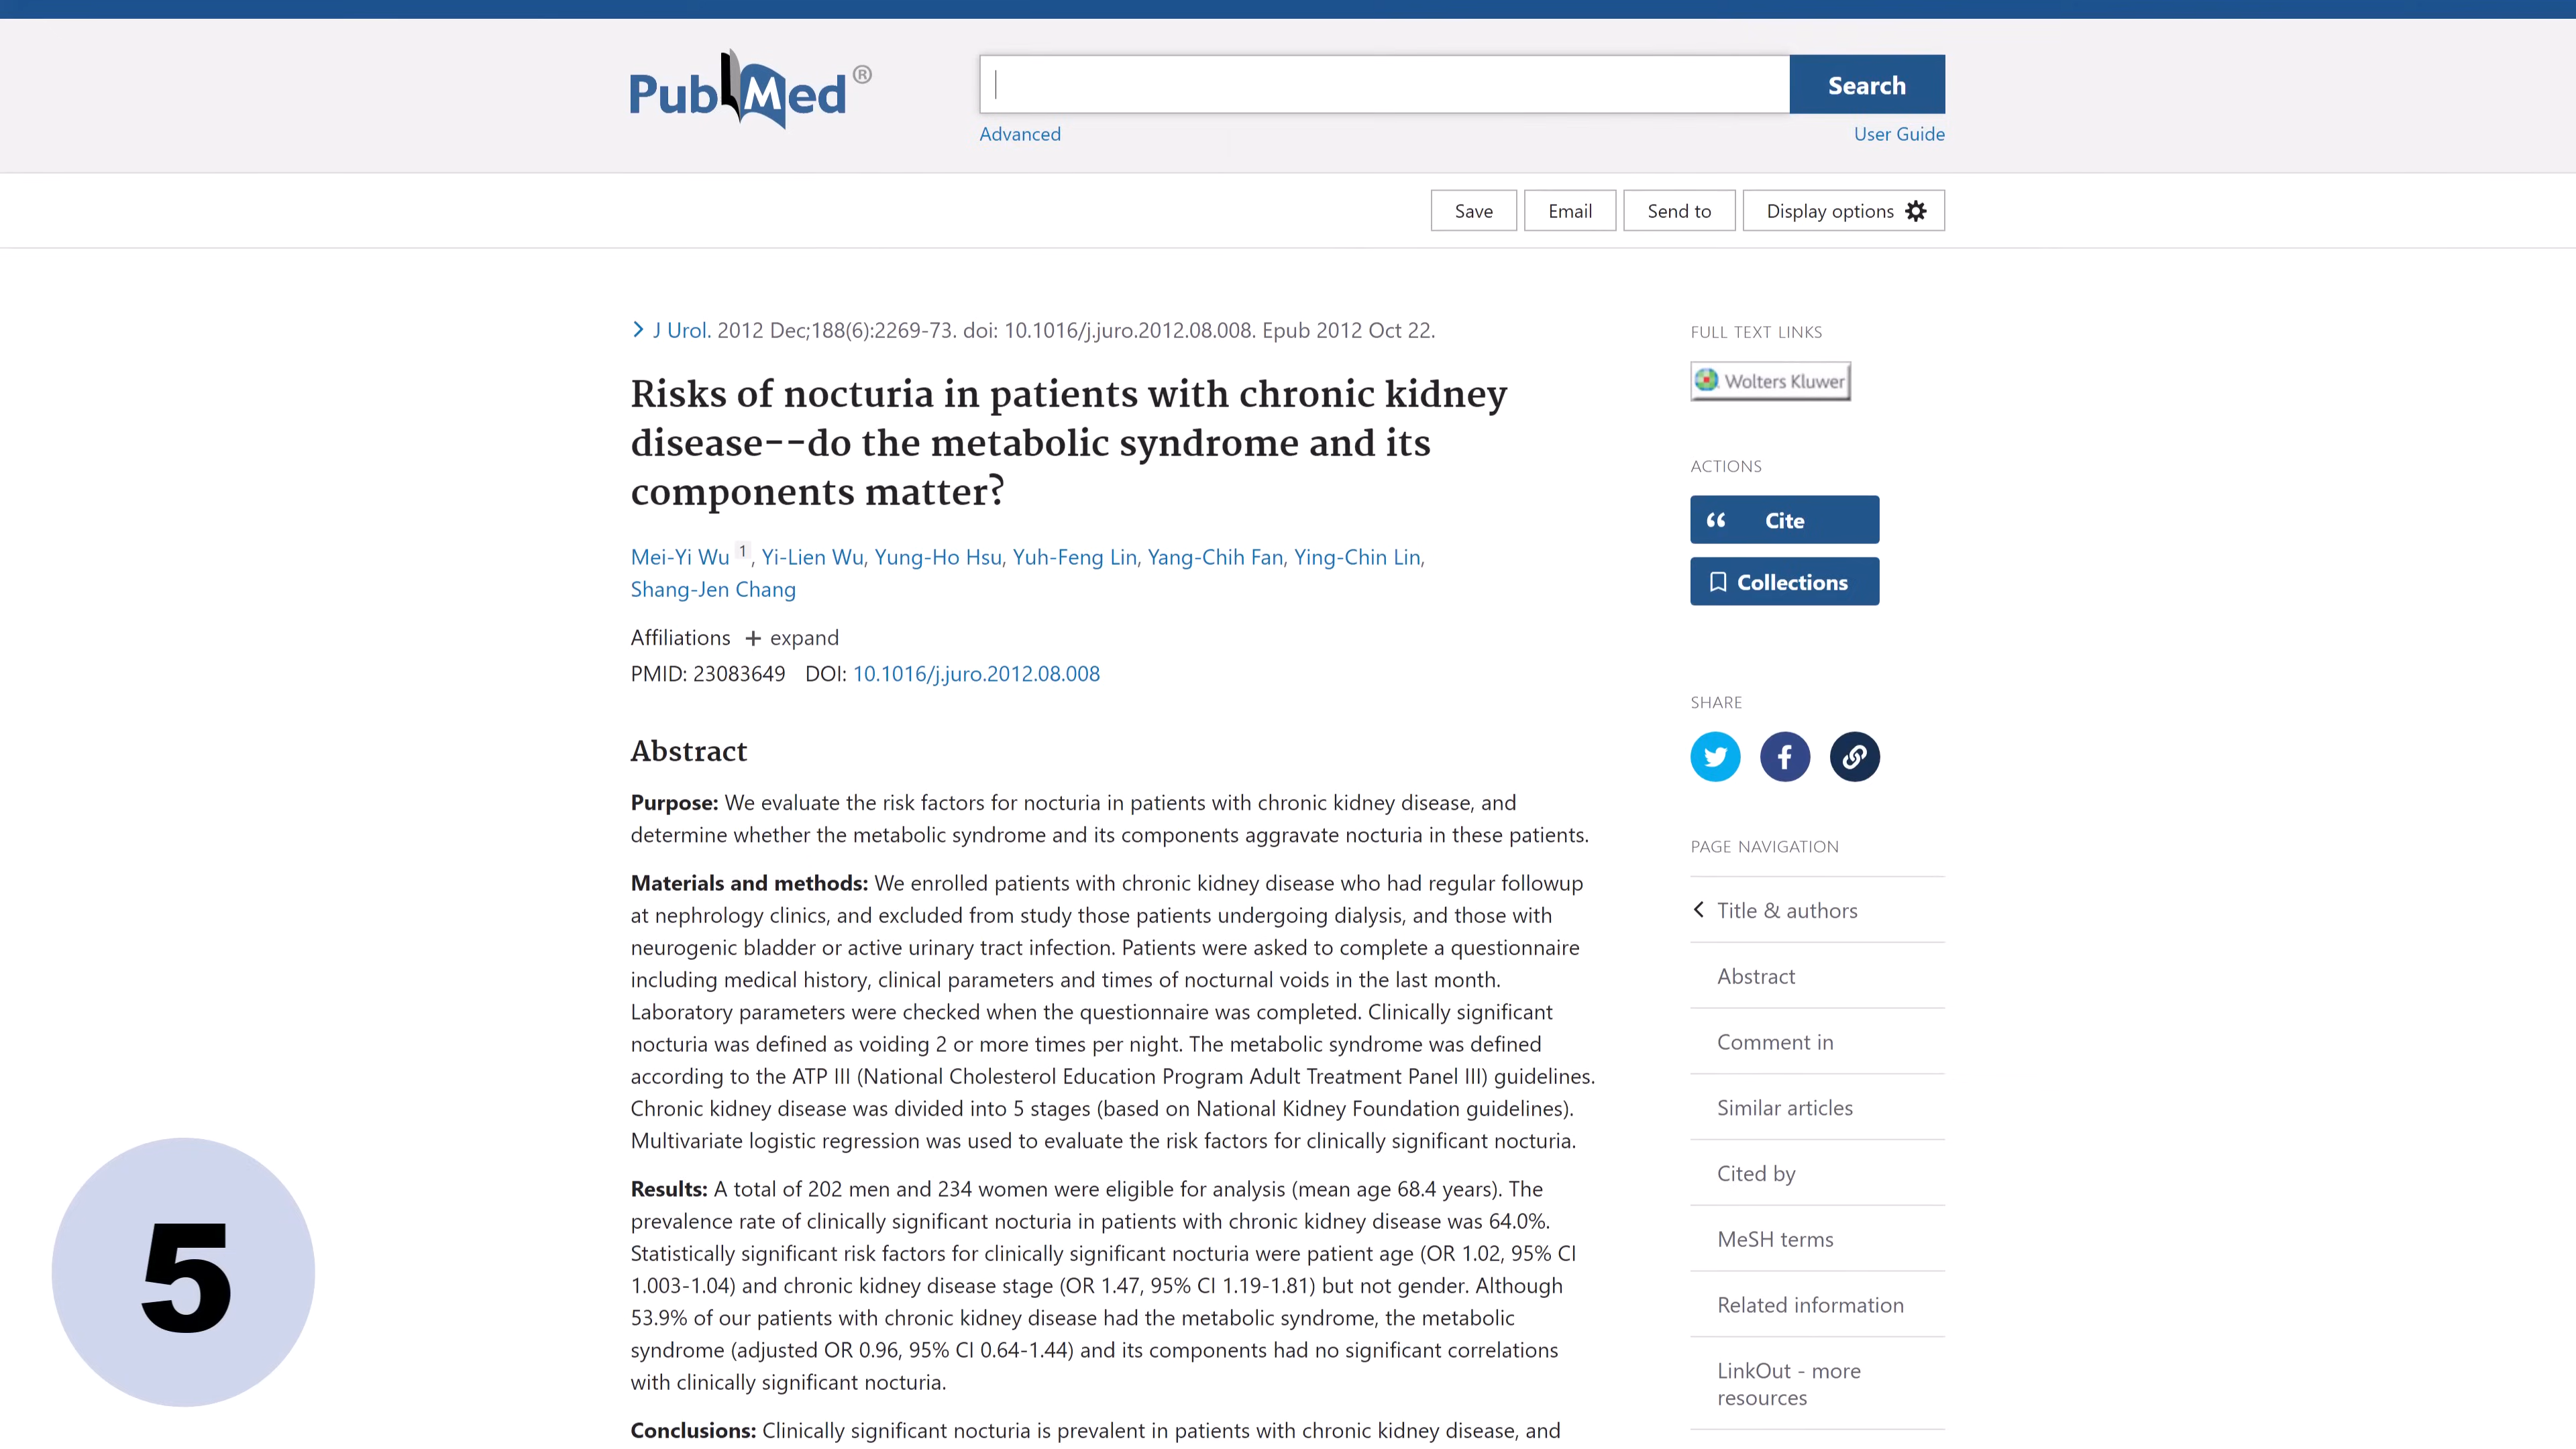 PubMed®
Search
Advanced
User Guide
Save
Email
Send to
Display options
J Urol. 2012 Dec;188(6):2269-73. doi: 10.1016/j.juro.2012.08.008. Epub 2012 Oct 22.
Risks of nocturia in patients with chronic kidney
disease--do the metabolic syndrome and its
components matter?
Mei-Yi Wu 1, Yi-Lien Wu, Yung-Ho Hsu, Yuh-Feng Lin, Yang-Chih Fan, Ying-Chin Lin,
Shang-Jen Chang
Affiliations + expand
PMID: 23083649 DOI: 10.1016/j.juro.2012.08.008
Abstract
Purpose: We evaluate the risk factors for nocturia in patients with chronic kidney disease, and
determine whether the metabolic syndrome and its components aggravate nocturia in these patients.
Materials and methods: We enrolled patients with chronic kidney disease who had regular followup
at nephrology clinics, and excluded from study those patients undergoing dialysis, and those with
neurogenic bladder or active urinary tract infection. Patients were asked to complete a questionnaire
including medical history, clinical parameters and times of nocturnal voids in the last month.
Laboratory parameters were checked when the questionnaire was completed. Clinically significant
nocturia was defined as voiding 2 or more times per night. The metabolic syndrome was defined
according to the ATP III (National Cholesterol Education Program Adult Treatment Panel III) guidelines.
Chronic kidney disease was divided into 5 stages (based on National Kidney Foundation guidelines).
Multivariate logistic regression was used to evaluate the risk factors for clinically significant nocturia.
Results: A total of 202 men and 234 women were eligible for analysis (mean age 68.4 years). The
prevalence rate of clinically significant nocturia in patients with chronic kidney disease was 64.0%.
Statistically significant risk factors for clinically significant nocturia were patient age (OR 1.02, 95% CI
1.003-1.04) and chronic kidney disease stage (OR 1.47, 95% CI 1.19-1.81) but not gender. Although
53.9% of our patients with chronic kidney disease had the metabolic syndrome, the metabolic
syndrome (adjusted OR 0.96, 95% CI 0.64-1.44) and its components had no significant correlations
with clinically significant nocturia.
Conclusions: Clinically significant nocturia is prevalent in patients with chronic kidney disease, and
FULL TEXT LINKS
Wolters Kluwer
ACTIONS
Cite
Collections
SHARE
PAGE NAVIGATION
Title & authors
Abstract
Comment in
Similar articles
Cited by
MeSH terms
Related information
LinkOut - more
resources
5